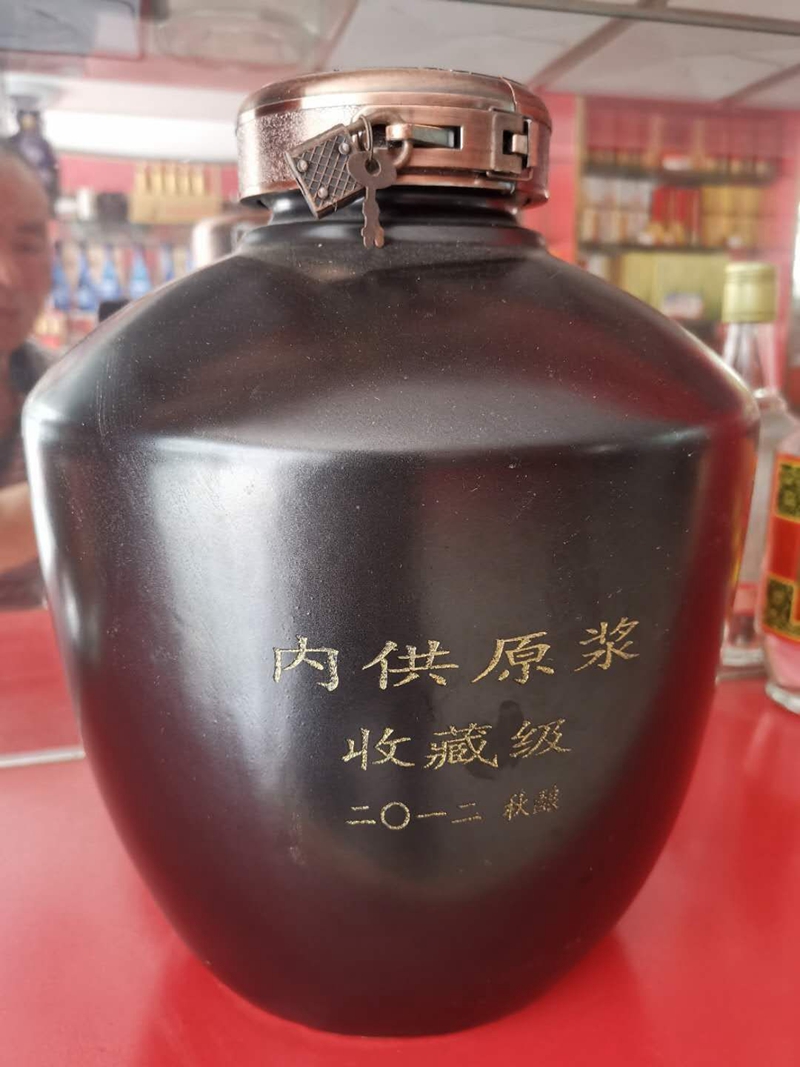 内供原浆
收藏级
二〇一二 秋酿